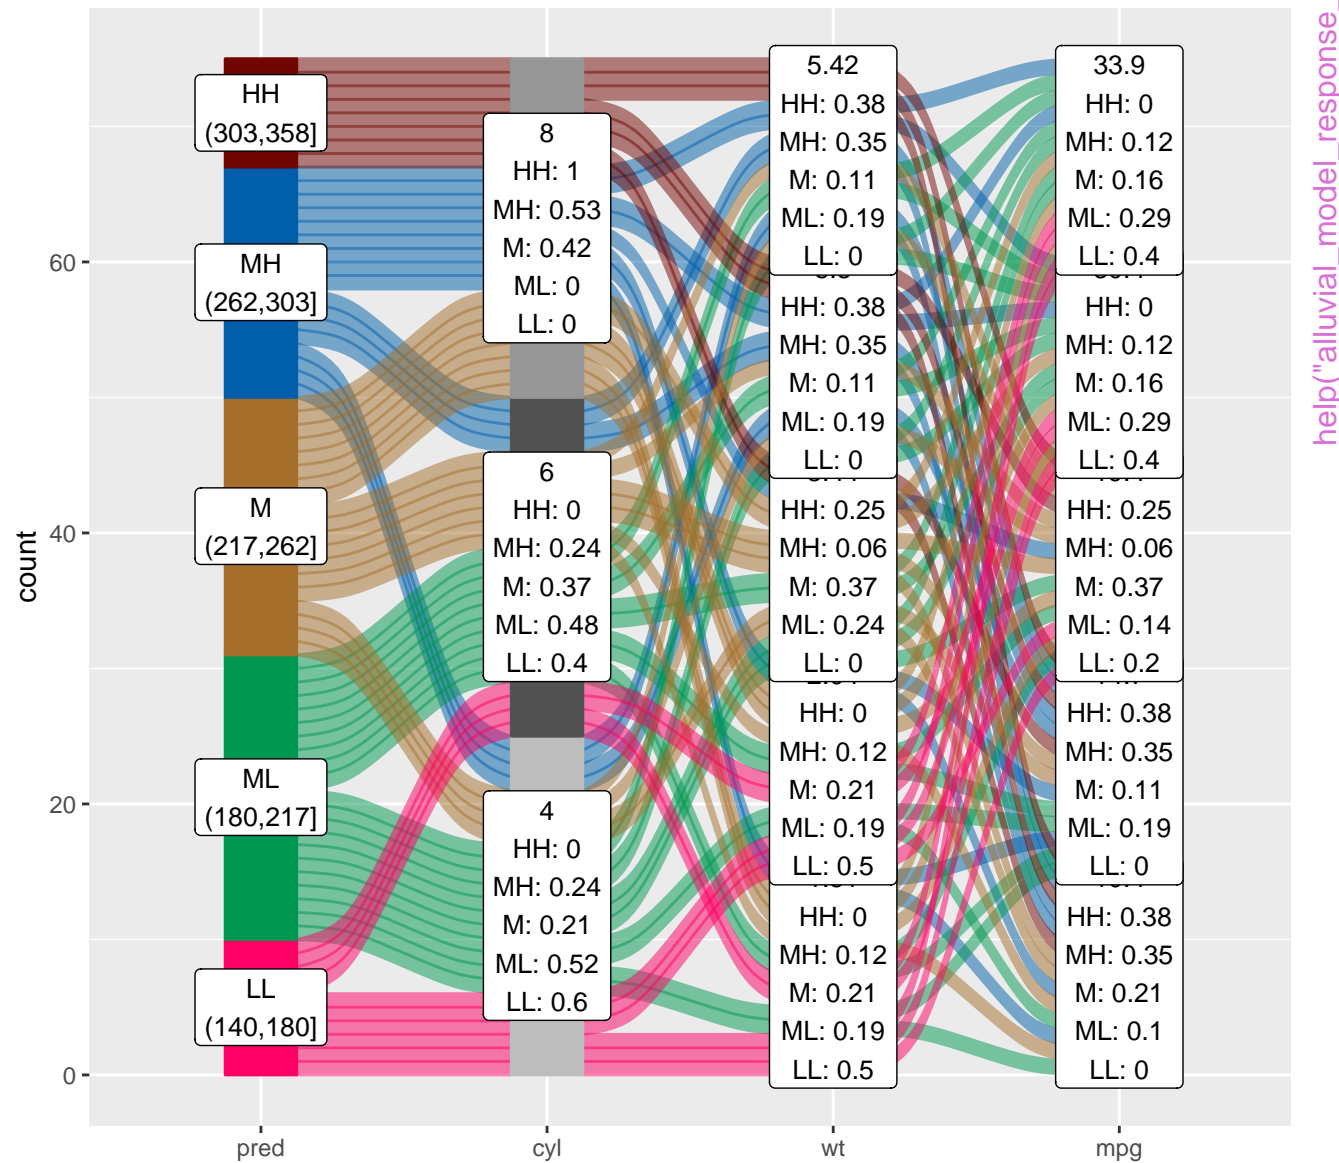 HH
(303,358]
MH
(262,303]
M
(217,262]
ML
(180,217]
LL
(140,180]
8
HH: 1
MH: 0.53
M: 0.42
ML: 0
LL: 0
6
HH: 0
MH: 0.24
M: 0.37
ML: 0.48
LL: 0.4
4
HH: 0
MH: 0.24
M: 0.21
ML: 0.52
LL: 0.6
5.42
HH: 0.38
MH: 0.35
M: 0.11
ML: 0.19
LL: 0
HH: 0.38
MH: 0.35
M: 0.11
ML: 0.19
LL: 0
HH: 0.25
MH: 0.06
M: 0.37
ML: 0.24
LL: 0
HH: 0
MH: 0.12
M: 0.21
ML: 0.19
LL: 0.5
HH: 0
MH: 0.12
M: 0.21
ML: 0.19
LL: 0.5
33.9
HH: 0
MH: 0.12
M: 0.16
ML: 0.29
LL: 0.4
HH: 0
MH: 0.12
M: 0.16
ML: 0.29
LL: 0.4
HH: 0.25
MH: 0.06
M: 0.37
ML: 0.14
LL: 0.2
HH: 0.38
MH: 0.35
M: 0.11
ML: 0.19
LL: 0
HH: 0.38
MH: 0.35
M: 0.21
ML: 0.1
LL: 0
60
40
20
0
count
pred
cyl
wt
mpg
help("alluvial_model_response_